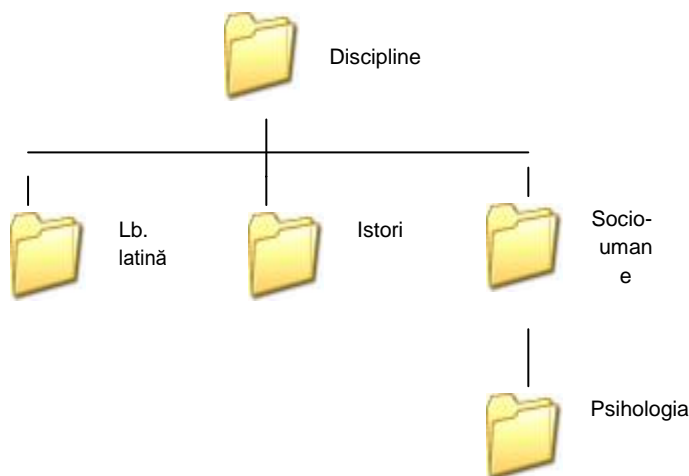 Discipline
Lb.
latină
Istori
Socio-
uman
e
Psihologia